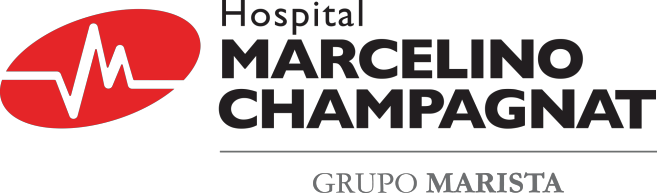 Hospital
MARCELINO
CHAMPAGNAT
GRUPO MARISTA